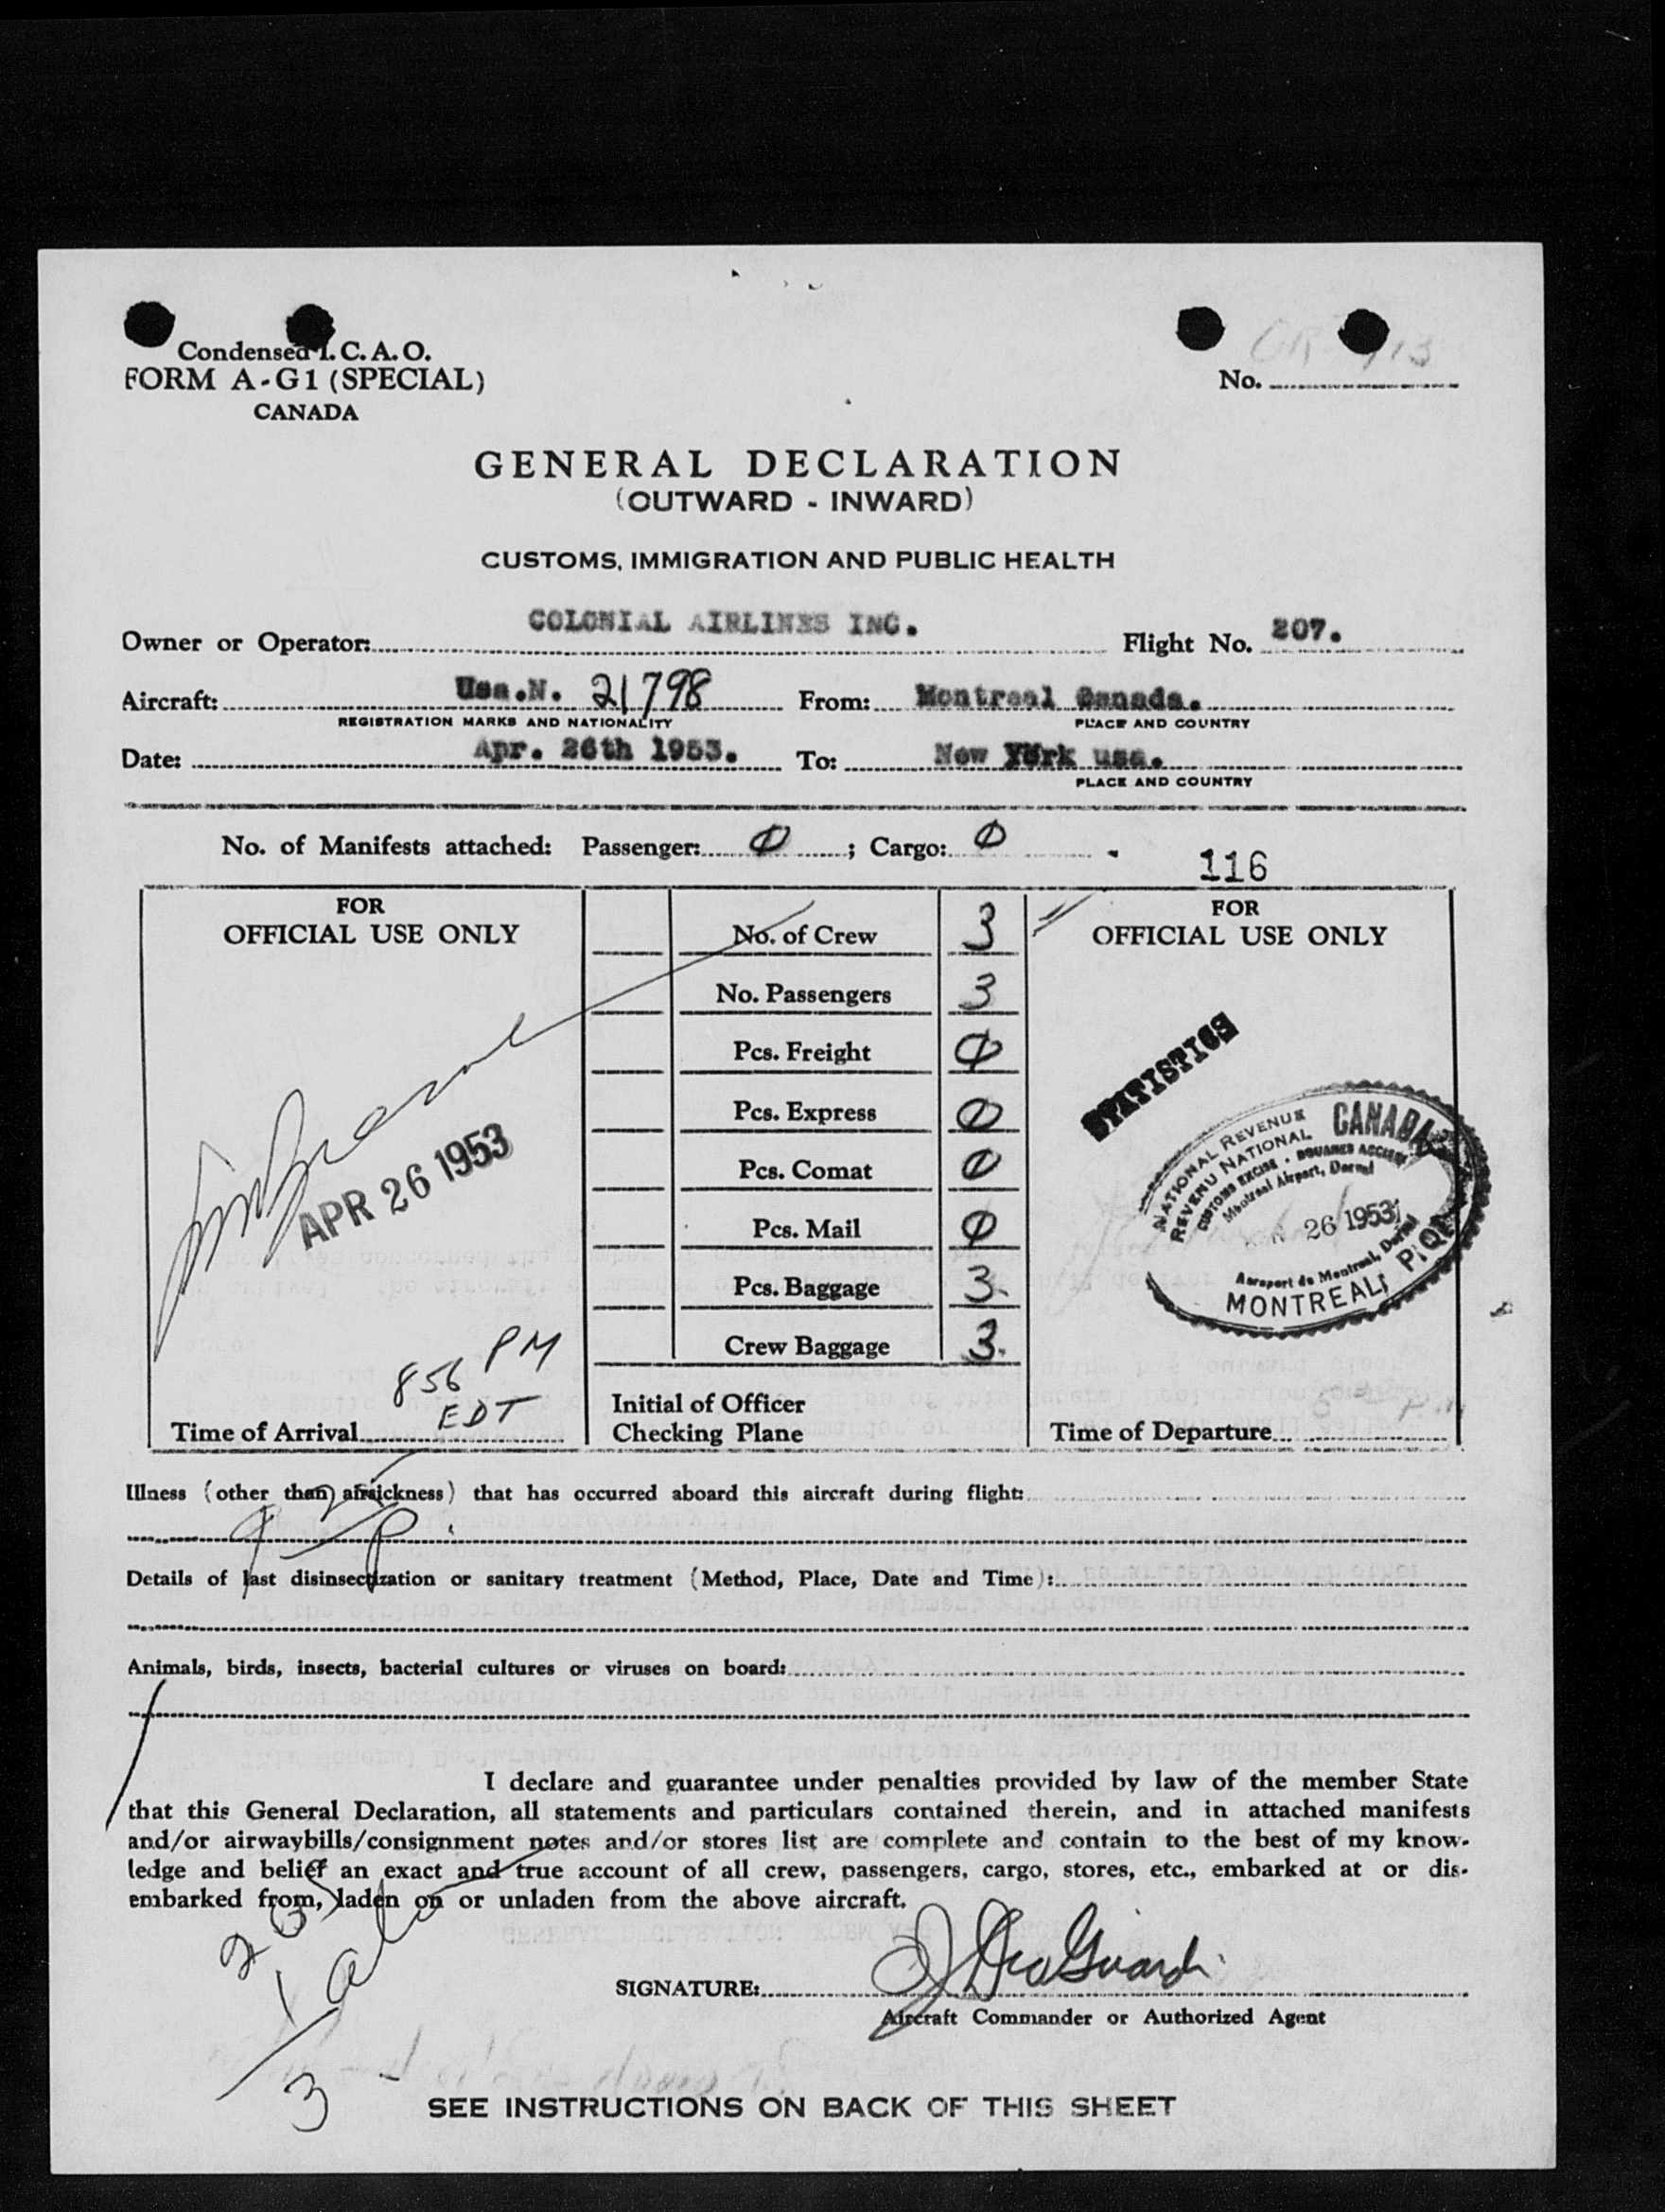 Condensed I. C. A. O.
FORM A-G1 (SPECIAL)
CANADA
No.
GENERAL DECLARATION
(OUTWARD - INWARD)
CUSTOMS, IMMIGRATION AND PUBLIC HEALTH
Owner or Operator: COLONIAL AIRLINES INC. Flight No. 207.
Aircraft: Usa.N. 21798 From: Montreal Canada.
REGISTRATION MARKS AND NATIONALITY PLACE AND COUNTRY
Date: Apr. 26th 1953. To: New York usa.
PLACE AND COUNTRY
No. of Manifests attached: Passenger: 0 ; Cargo: 0
116
FOR
OFFICIAL USE ONLY
APR 26 1953
856 PM
EDT
Time of Arrival
No. of Crew 3
No. Passengers 3
Pcs. Freight 0
Pcs. Express 0
Pcs. Comat 0
Pcs. Mail 0
Pcs. Baggage 3
Crew Baggage 3
Initial of Officer
Checking Plane
FOR
OFFICIAL USE ONLY
STATISTICS
NATIONAL REVENUE CANADA
REVENU NATIONAL
CUSTOMS EXCISE • DOUANES ACCISE
Montreal Airport, Dorval
26 1953
Aeroport de Montreal, Dorval
MONTREAL, P.Q.
Time of Departure
Illness (other than airsickness) that has occurred aboard this aircraft during flight:
Details of last disinsectization or sanitary treatment (Method, Place, Date and Time):
Animals, birds, insects, bacterial cultures or viruses on board:
I declare and guarantee under penalties provided by law of the member State
that this General Declaration, all statements and particulars contained therein, and in attached manifests
and/or airwaybills/consignment notes and/or stores list are complete and contain to the best of my know-
ledge and belief an exact and true account of all crew, passengers, cargo, stores, etc., embarked at or dis-
embarked from, laden on or unladen from the above aircraft.
SIGNATURE:
Aircraft Commander or Authorized Agent
3
SEE INSTRUCTIONS ON BACK OF THIS SHEET